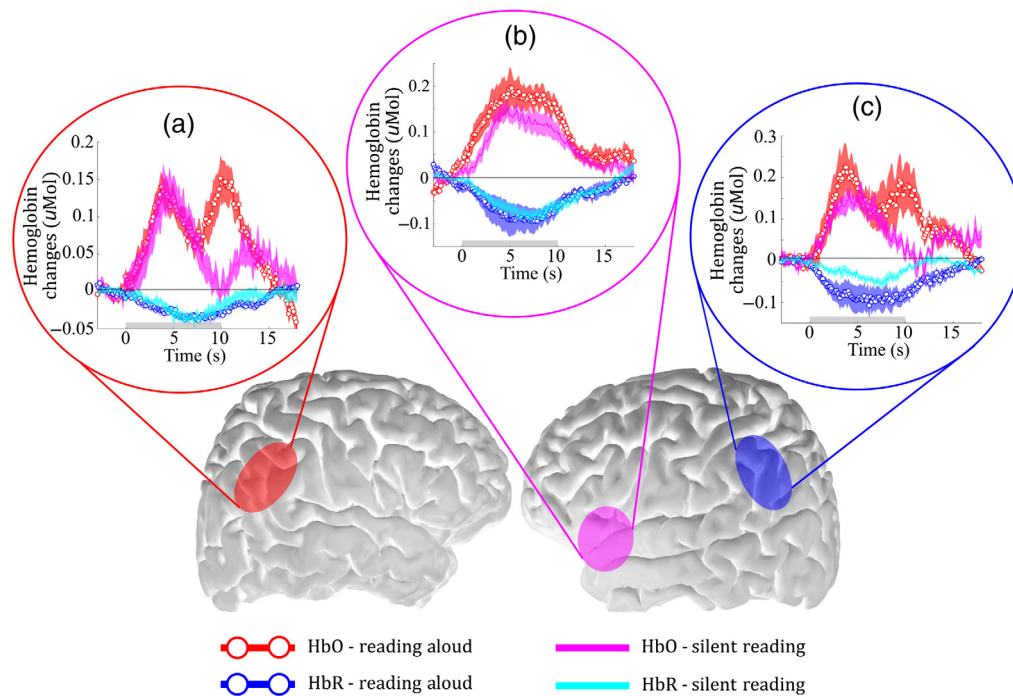 (a)
Hemoglobin
changes (uMol)
0.2
0.15
0.1
0.05
0
−0.05
0
5
10
15
Time (s)
(b)
Hemoglobin
changes (uMol)
0.2
0.1
0
−0.1
0
5
10
15
Time (s)
(c)
Hemoglobin
changes (uMol)
0.3
0.2
0.1
0
−0.1
0
5
10
15
Time (s)
HbO - reading aloud
HbO - silent reading
HbR - reading aloud
HbR - silent reading